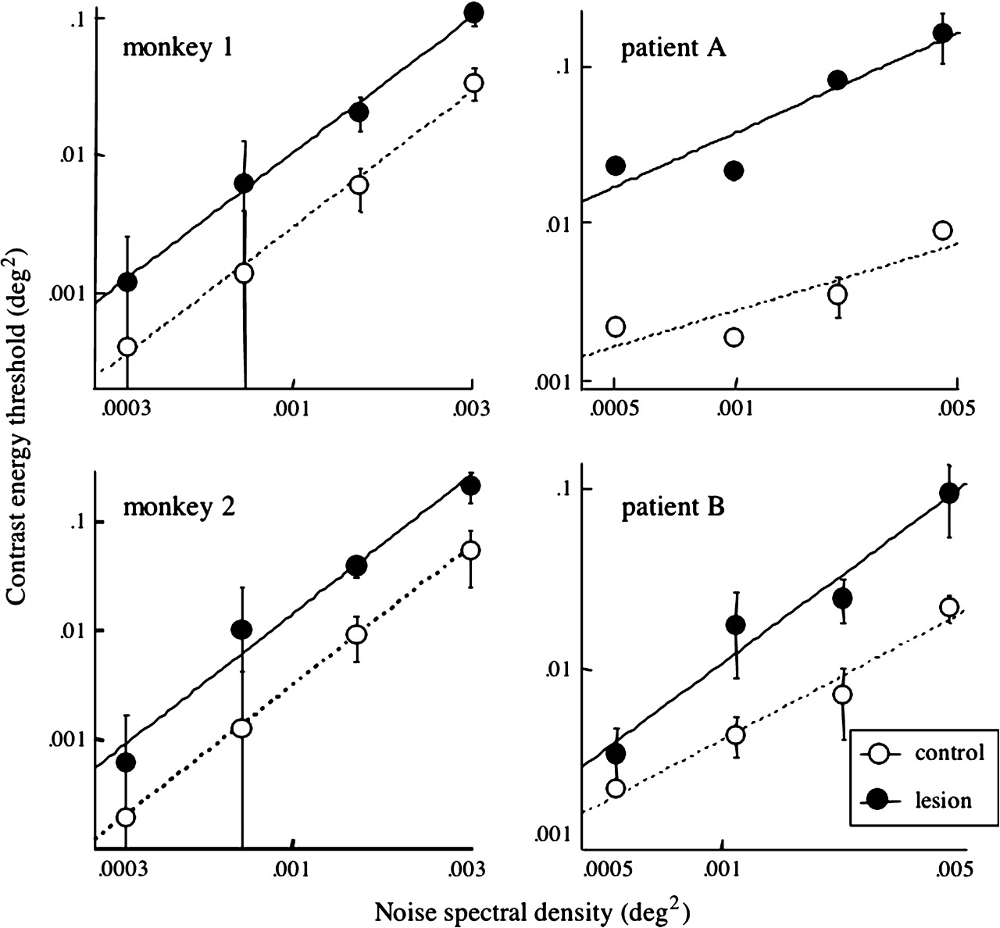 Contrast energy threshold (deg²)
monkey 1
.1
.01
.001
.0003 .001 .003
patient A
.1
.01
.001
.0005 .001 .005
monkey 2
.1
.01
.001
.0003 .001 .003
patient B
.1
.01
.001
.0005 .001 .005
control
lesion
Noise spectral density (deg²)